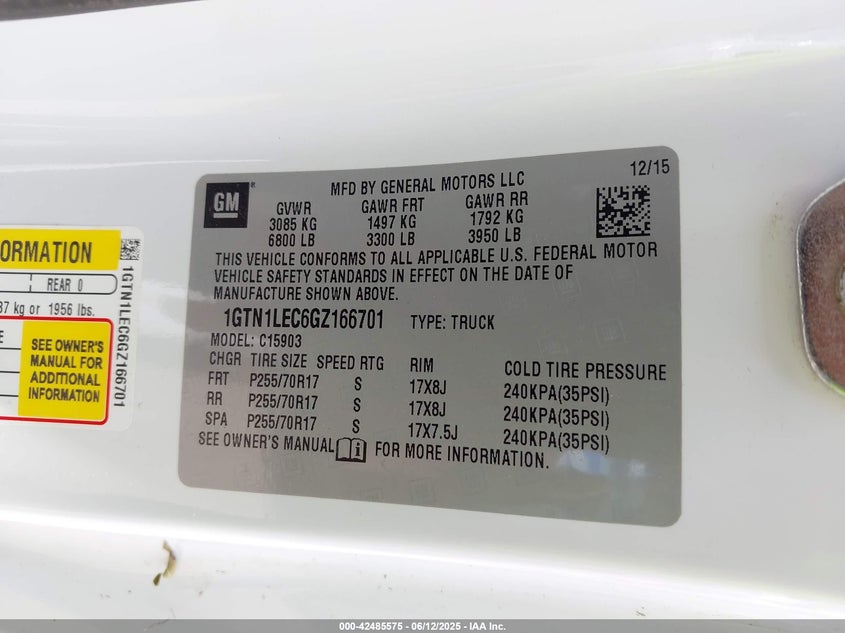 GM
MFD BY GENERAL MOTORS LLC
12/15
GVWR GAWR FRT GAWR RR
3085 KG 1497 KG 1792 KG
6800 LB 3300 LB 3950 LB
THIS VEHICLE CONFORMS TO ALL APPLICABLE U.S. FEDERAL MOTOR
VEHICLE SAFETY STANDARDS IN EFFECT ON THE DATE OF
MANUFACTURE SHOWN ABOVE.
1GTN1LEC6GZ166701 TYPE: TRUCK
MODEL: C15903
CHGR TIRE SIZE SPEED RTG RIM COLD TIRE PRESSURE
FRT P255/70R17 S 17X8J 240KPA(35PSI)
RR P255/70R17 S 17X8J 240KPA(35PSI)
SPA P255/70R17 S 17X7.5J 240KPA(35PSI)
SEE OWNER'S MANUAL FOR MORE INFORMATION.
ORMATION
REAR 0
37 kg or 1956 lbs.
SEE OWNER'S
MANUAL FOR
ADDITIONAL
INFORMATION
1GTN1LEC6GZ166701
000-42485575 - 06/12/2025 - IAA Inc.